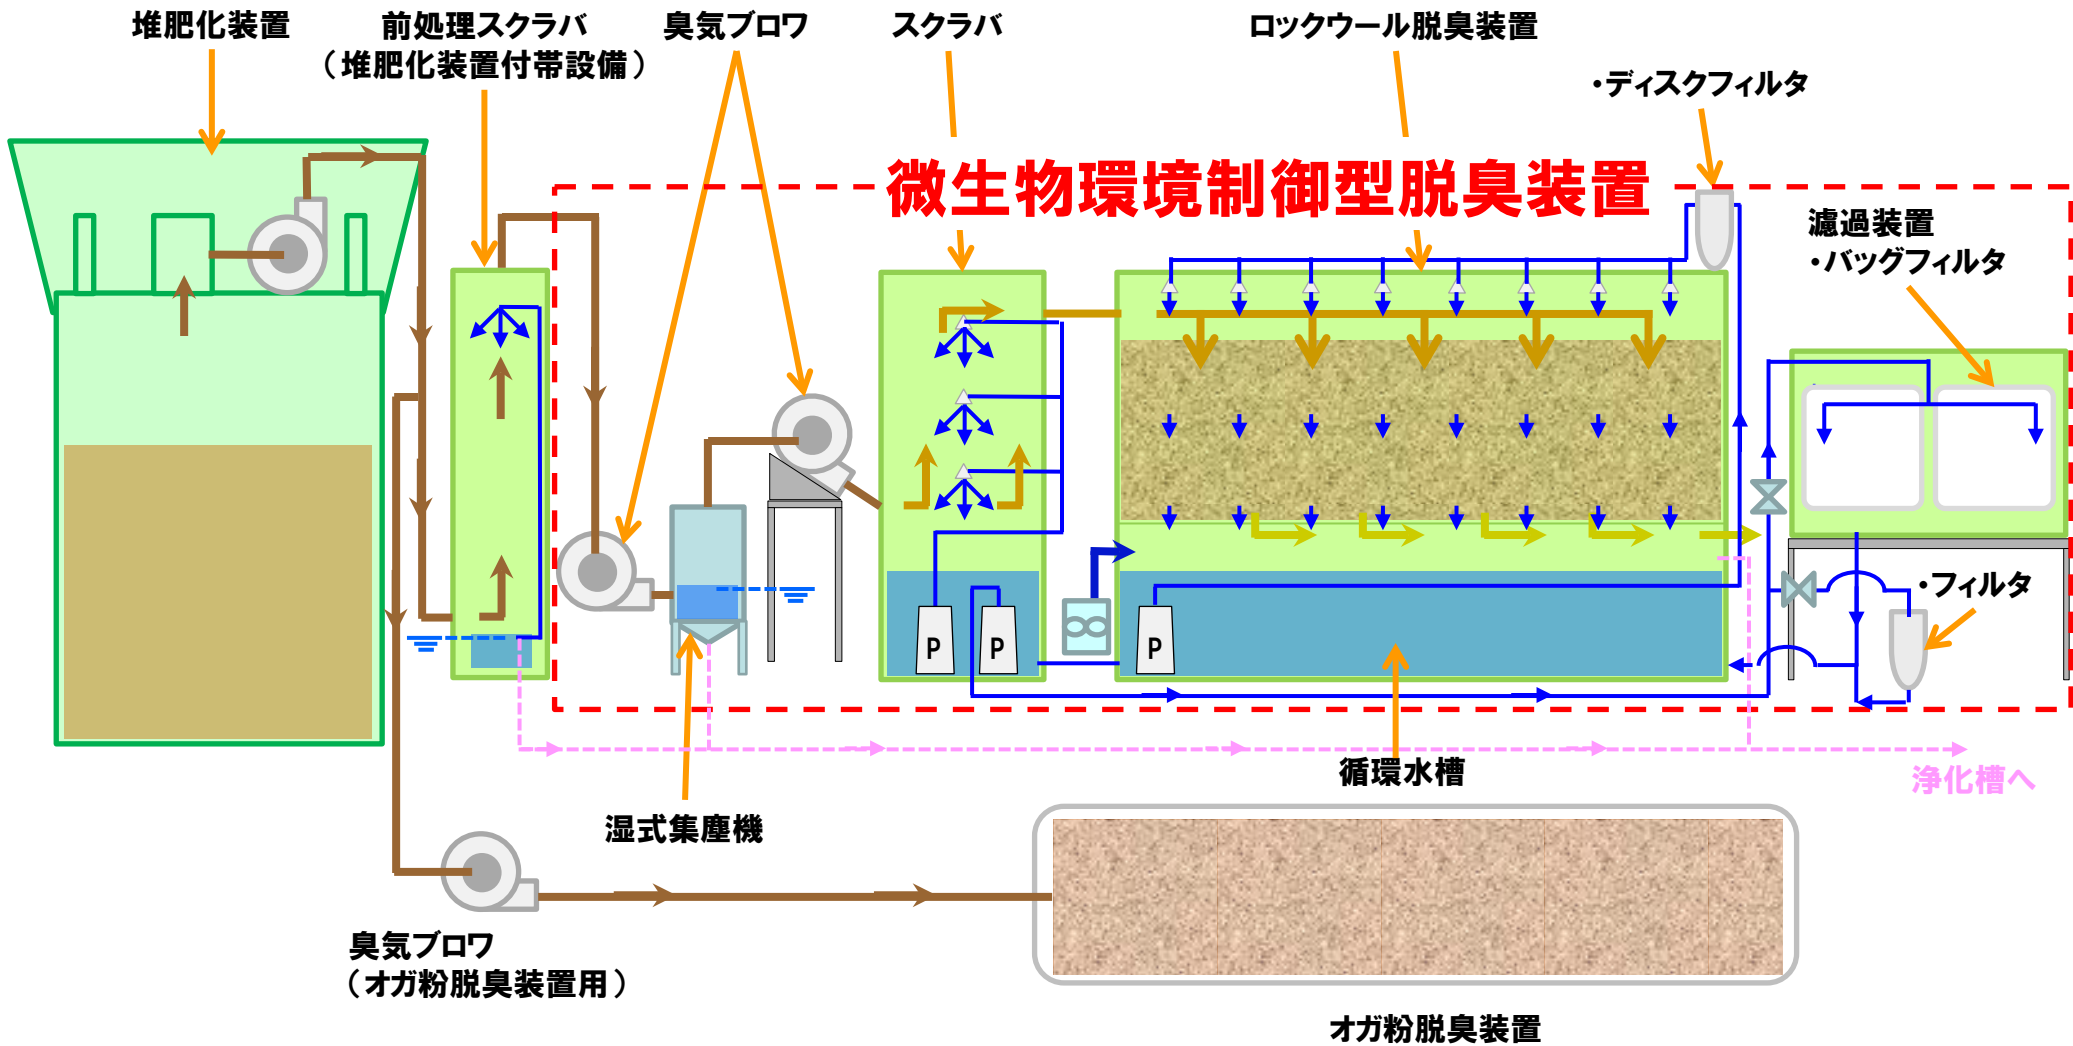 堆肥化装置
前処理スクラバ
（堆肥化装置付帯設備）
臭気ブロワ
スクラバ
ロックウール脱臭装置
・ディスクフィルタ
微生物環境制御型脱臭装置
濾過装置
・バッグフィルタ
・フィルタ
P
P
P
循環水槽
浄化槽へ
湿式集塵機
臭気ブロワ
（オガ粉脱臭装置用）
オガ粉脱臭装置